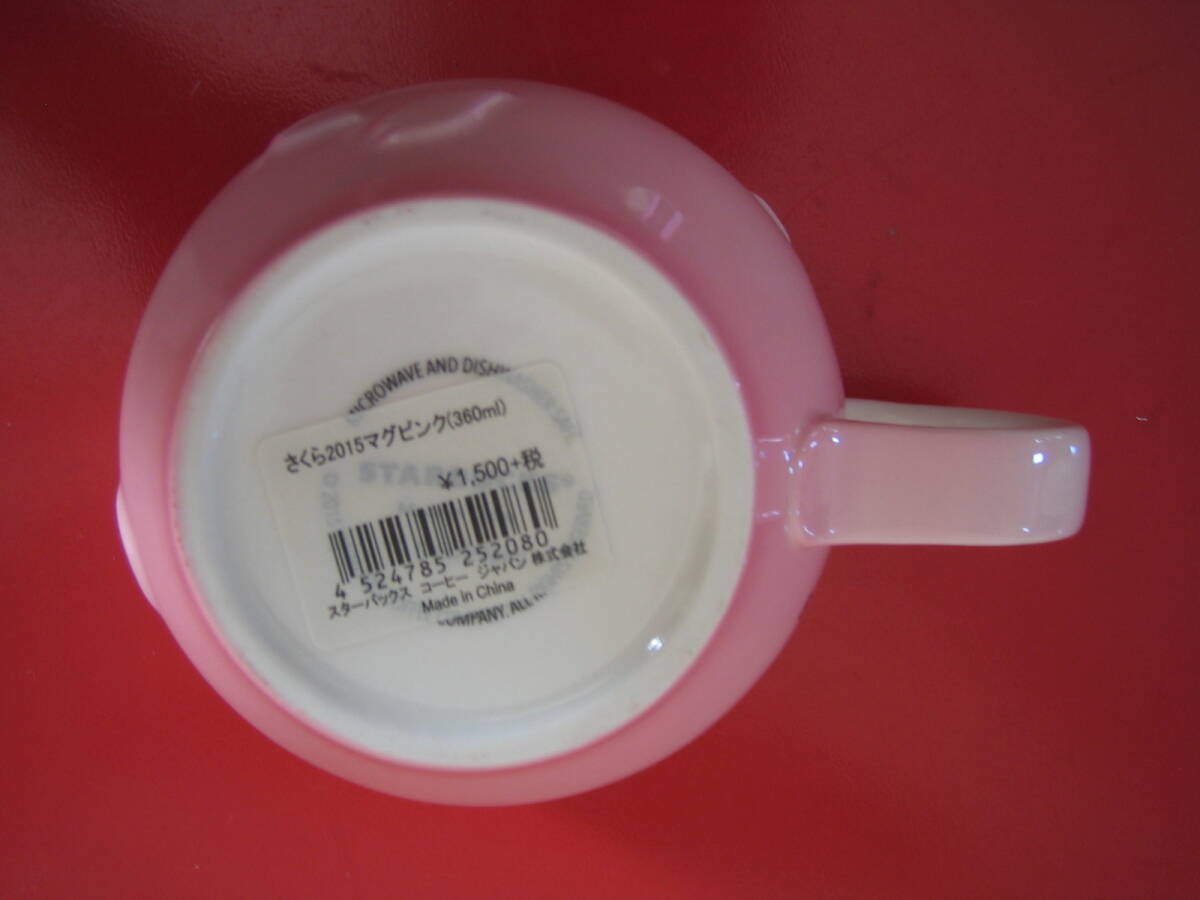 MICROWAVE AND DISHWASHER SAFE
さくら2015マグピンク(360ml)
¥1,500+税
4 524785 252080
スターバックス コーヒー ジャパン 株式会社
Made in China
COMPANY. ALL